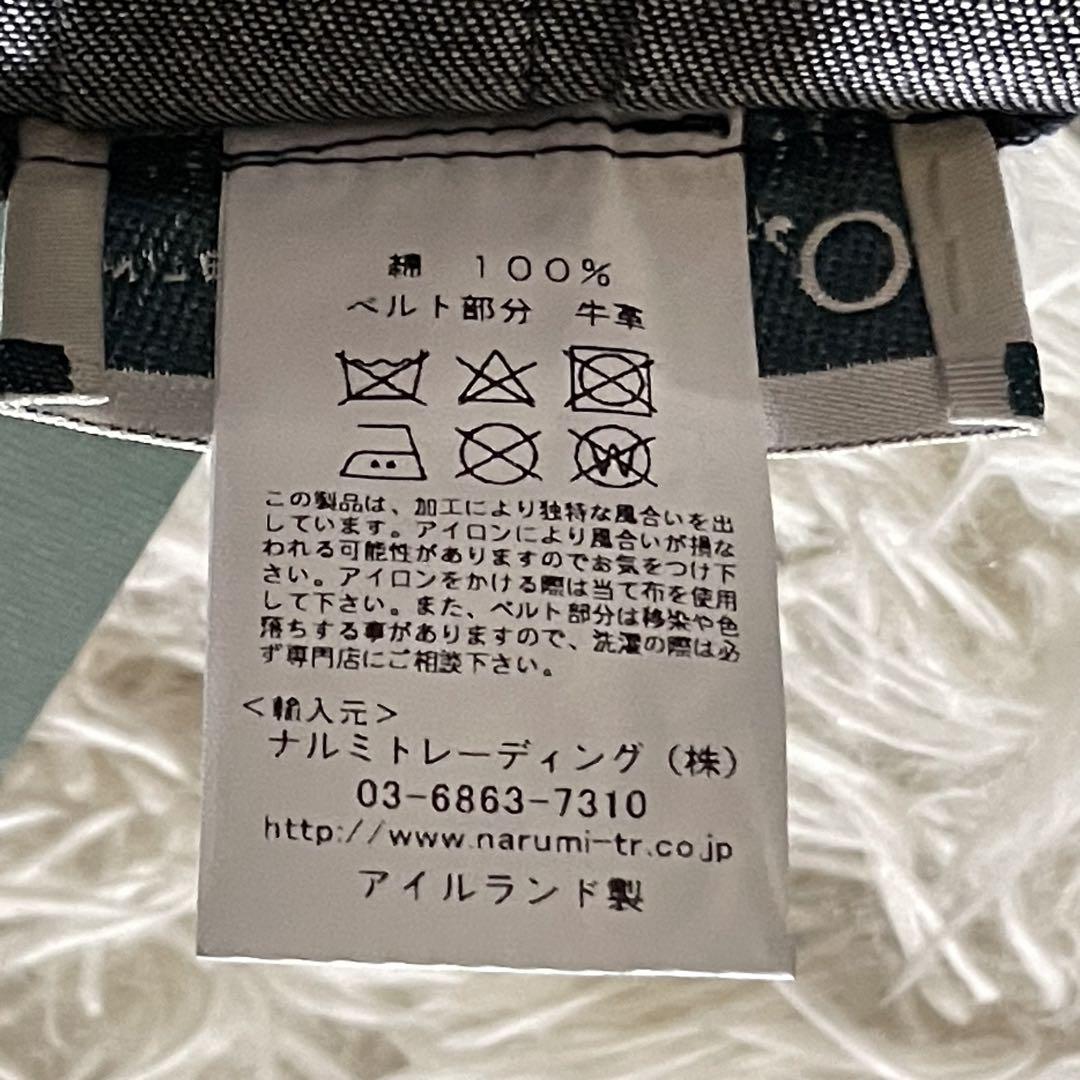 綿 100%
ベルト部分 牛革
W
この製品は、加工により独特な風合いを出
しています。アイロンにより風合いが損な
われる可能性がありますのでお気をつけ下
さい。アイロンをかける際は当て布を使用
して下さい。また、ベルト部分は移染や色
落ちする事がありますので、洗濯の際は必
ず専門店にご相談下さい。
<輸入元>
ナルミトレーディング(株)
03-6863-7310
http://www.narumi-tr.co.jp
アイルランド製